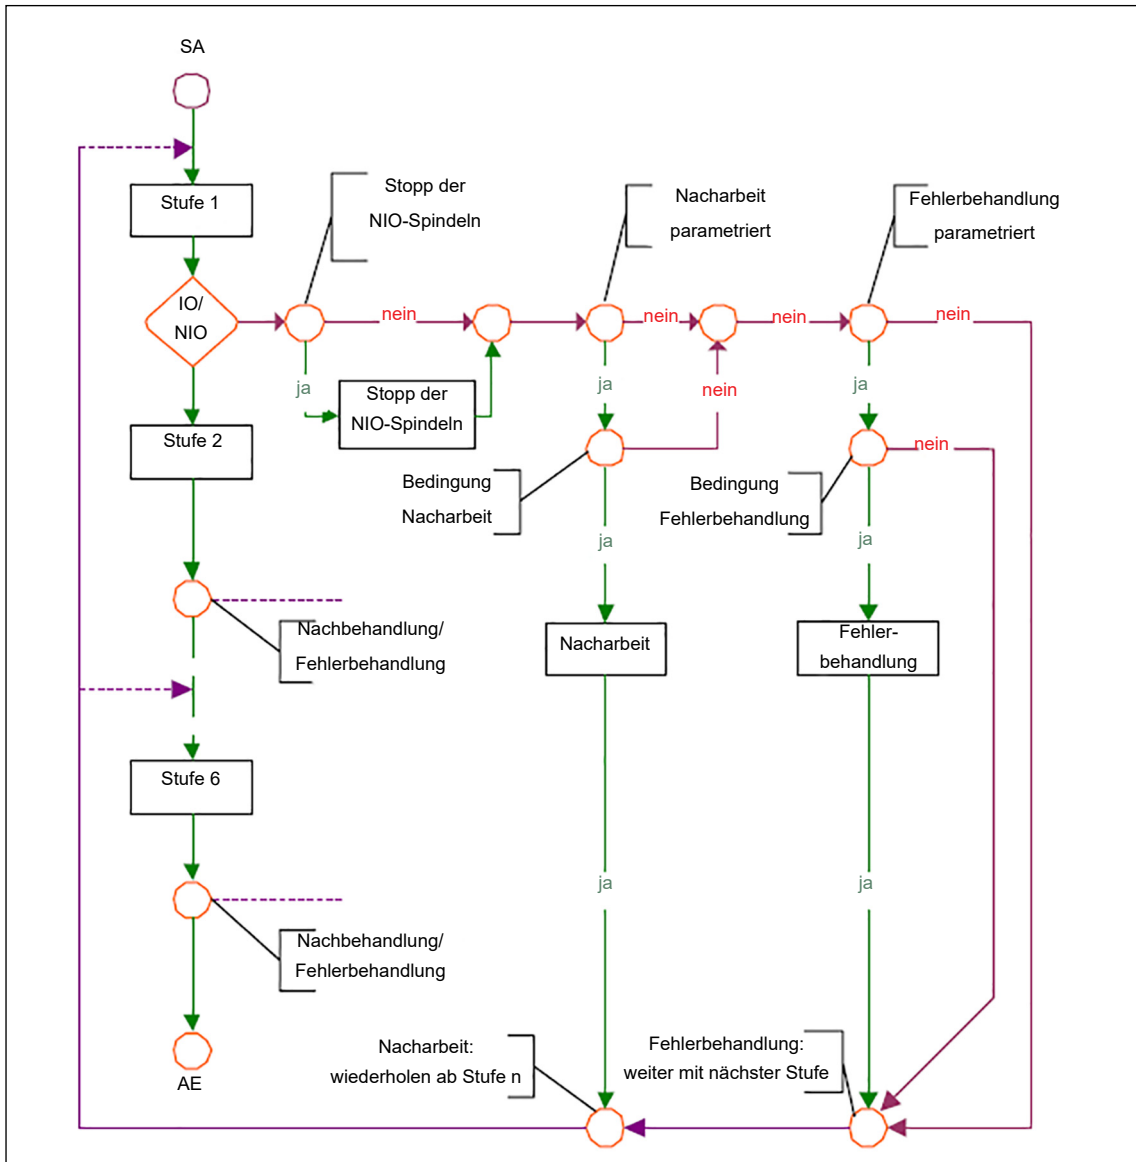 SA
Stufe 1
Stopp der
NIO-Spindeln
Nacharbeit
parametriert
Fehlerbehandlung
parametriert
IO/
NIO
nein
nein
nein
nein
ja
Stopp der
NIO-Spindeln
ja
nein
ja
Stufe 2
Bedingung
Nacharbeit
nein
Bedingung
Fehlerbehandlung
ja
ja
Nachbehandlung/
Fehlerbehandlung
Nacharbeit
Fehler-
behandlung
Stufe 6
ja
ja
Nachbehandlung/
Fehlerbehandlung
AE
Nacharbeit:
wiederholen ab Stufe n
Fehlerbehandlung:
weiter mit nächster Stufe